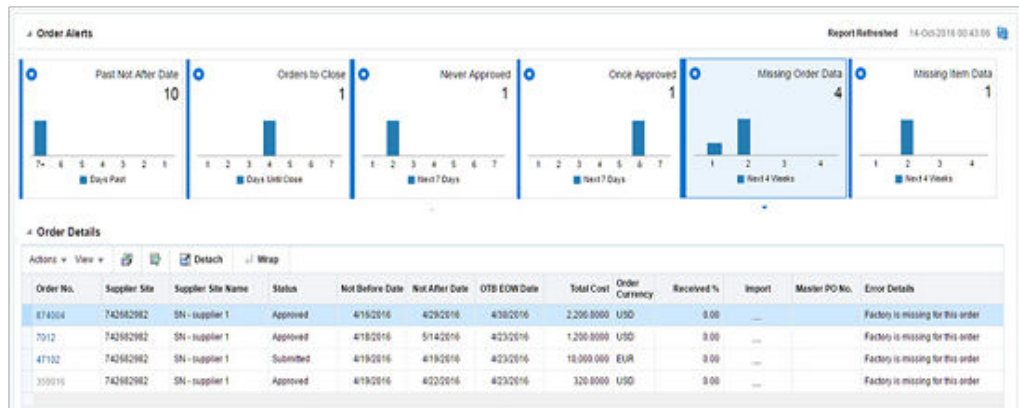 Order Alerts
Report Refreshed 14-Oct-2016 00:43:06
Past Not After Date
10
7+ 6 5 4 3 2 1
Days Past
Orders to Close
1
1 2 3 4 5 6 7
Days Until Close
Never Approved
1
1 2 3 4 5 6 7
Next 7 Days
Once Approved
1
1 2 3 4 5 6 7
Next 7 Days
Missing Order Data
4
1 2 3 4
Next 4 Weeks
Missing Item Data
1
1 2 3 4
Next 4 Weeks
Order Details
Actions View Detach Wrap
Order No. Supplier Site Supplier Site Name Status Not Before Date Not After Date OTB EOW Date Total Cost Order Currency Received % Import Master PO No. Error Details
874004 742682982 SN - supplier 1 Approved 4/29/2016 4/30/2016 2,200.0000 USD 0.00 ... Factory is missing for this order
7012 742682982 SN - supplier 1 Approved 4/18/2016 5/14/2016 4/23/2016 1,200.0000 USD 0.00 ... Factory is missing for this order
47102 742682982 SN - supplier 1 Submitted 4/19/2016 4/19/2016 4/23/2016 EUR 0.00 ... Factory is missing for this order
742682982 SN - supplier 1 Approved 4/19/2016 4/22/2016 4/23/2016 320.0000 USD 0.00 ... Factory is missing for this order